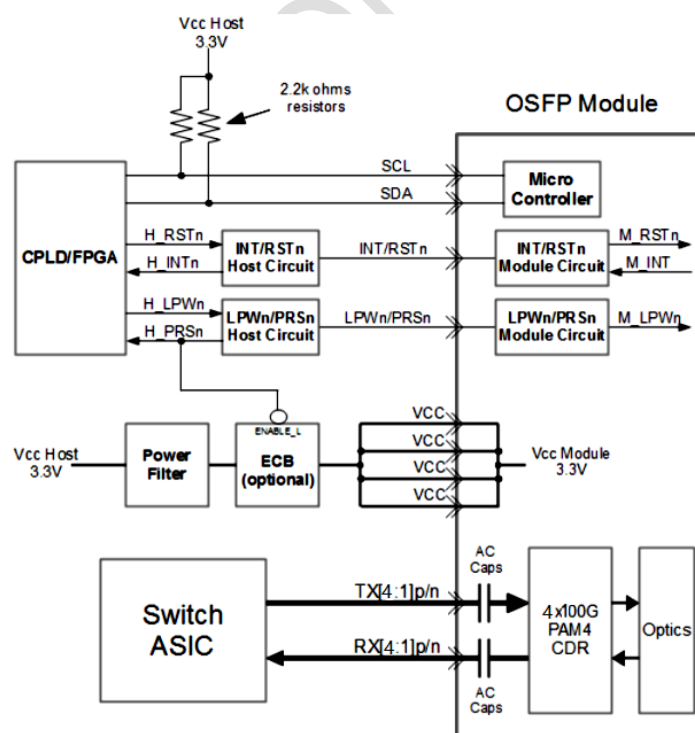 Vcc Host
3.3V
2.2k ohms
resistors
OSFP Module
SCL
SDA
Micro
Controller
CPLD/FPGA
H_RSTn
H_INTn
INT/RSTn
Host Circuit
INT/RSTn
INT/RSTn
Module Circuit
M_RSTn
M_INT
H_LPWn
H_PRSn
LPWn/PRSn
Host Circuit
LPWn/PRSn
LPWn/PRSn
Module Circuit
M_LPWn
Vcc Host
3.3V
Power
Filter
ENABLE_L
ECB
(optional)
VCC
VCC
VCC
VCC
Vcc Module
3.3V
Switch
ASIC
TX[4:1]p/n
RX[4:1]p/n
AC
Caps
AC
Caps
4x100G
PAM4
CDR
Optics